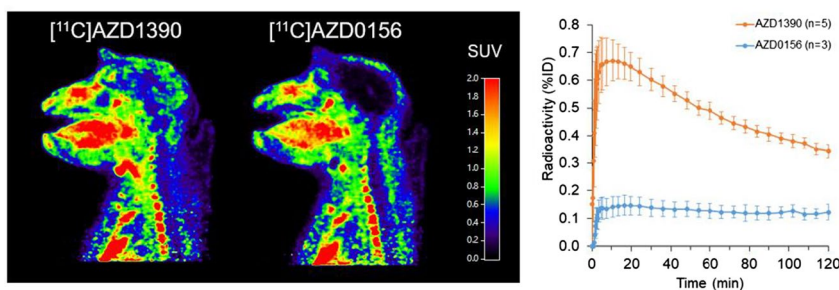 [¹¹C]AZD1390
[¹¹C]AZD0156
SUV
2.0
1.8
1.6
1.4
1.2
1.0
0.8
0.6
0.4
0.2
0.0
AZD1390 (n=5)
AZD0156 (n=3)
Radioactivity (%ID)
0.8
0.7
0.6
0.5
0.4
0.3
0.2
0.1
0.0
0 20 40 60 80 100 120
Time (min)